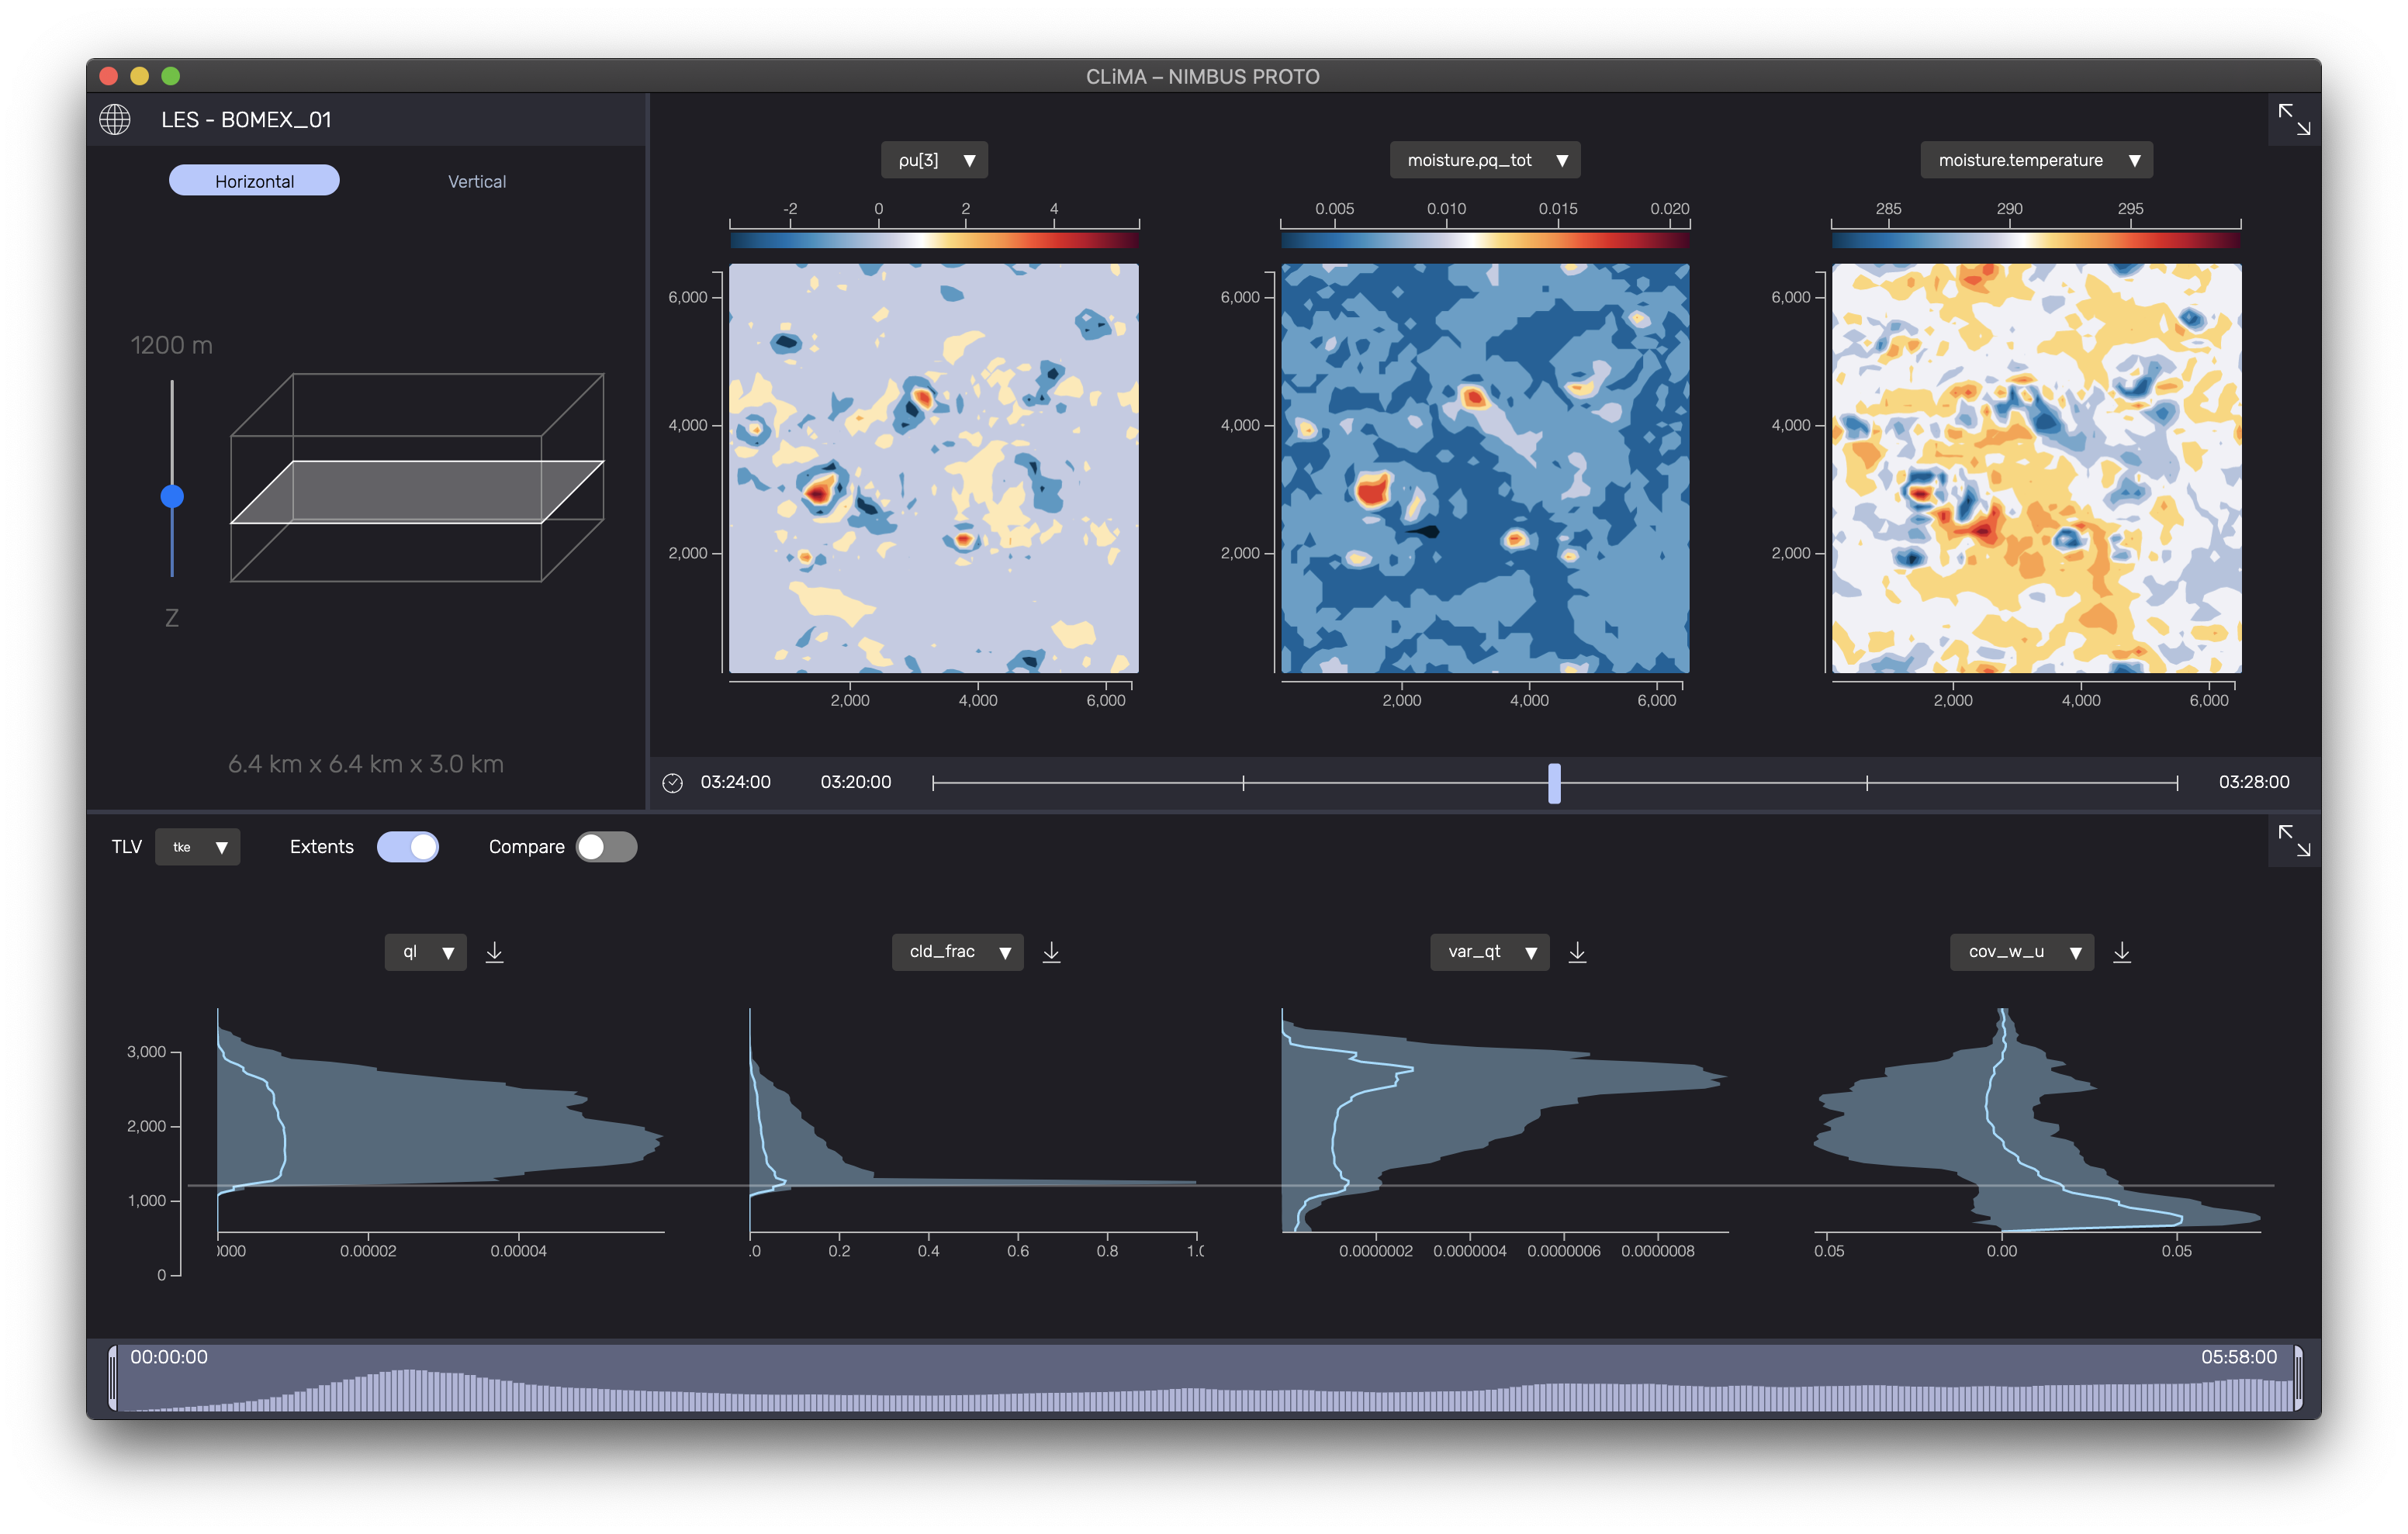 CLiMA – NIMBUS PROTO
LES - BOMEX_01
Horizontal Vertical
1200 m
Z
6.4 km x 6.4 km x 3.0 km
ρu[3] ▼
-2 0 2 4
6,000
4,000
2,000
2,000 4,000 6,000
moisture.ρq_tot ▼
0.005 0.010 0.015 0.020
6,000
4,000
2,000
2,000 4,000 6,000
moisture.temperature ▼
285 290 295
6,000
4,000
2,000
2,000 4,000 6,000
03:24:00 03:20:00 03:28:00
TLV tke ▼ Extents Compare
ql ▼
3,000
2,000
1,000
0
0000 0.00002 0.00004
cld_frac ▼
.0 0.2 0.4 0.6 0.8 1.0
var_qt ▼
0.0000002 0.0000004 0.0000006 0.0000008
cov_w_u ▼
0.05 0.00 0.05
00:00:00 05:58:00